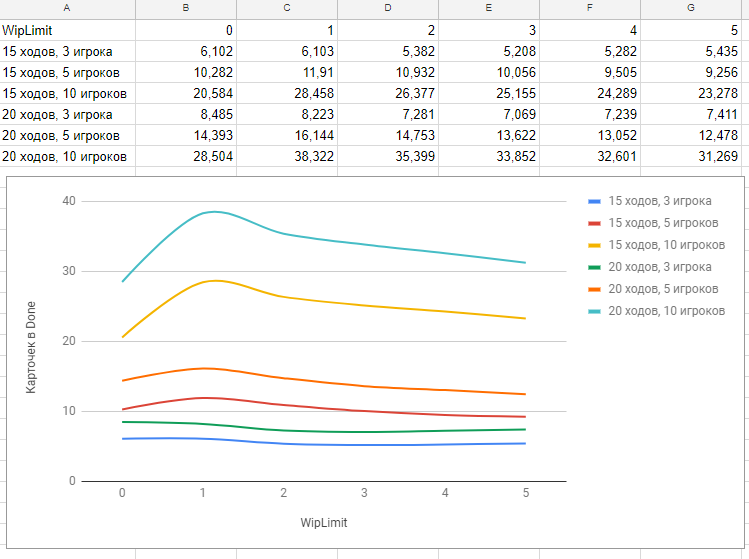 A B C D E F G
WipLimit 0 1 2 3 4 5
15 ходов, 3 игрока 6,102 6,103 5,382 5,208 5,282 5,435
15 ходов, 5 игроков 10,282 11,91 10,932 10,056 9,505 9,256
15 ходов, 10 игроков 20,584 28,458 26,377 25,155 24,289 23,278
20 ходов, 3 игрока 8,485 8,223 7,281 7,069 7,239 7,411
20 ходов, 5 игроков 14,393 16,144 14,753 13,622 13,052 12,478
20 ходов, 10 игроков 28,504 38,322 35,399 33,852 32,601 31,269
Карточек в Done
40
30
20
10
0
0 1 2 3 4 5
WipLimit
15 ходов, 3 игрока
15 ходов, 5 игроков
15 ходов, 10 игроков
20 ходов, 3 игрока
20 ходов, 5 игроков
20 ходов, 10 игроков